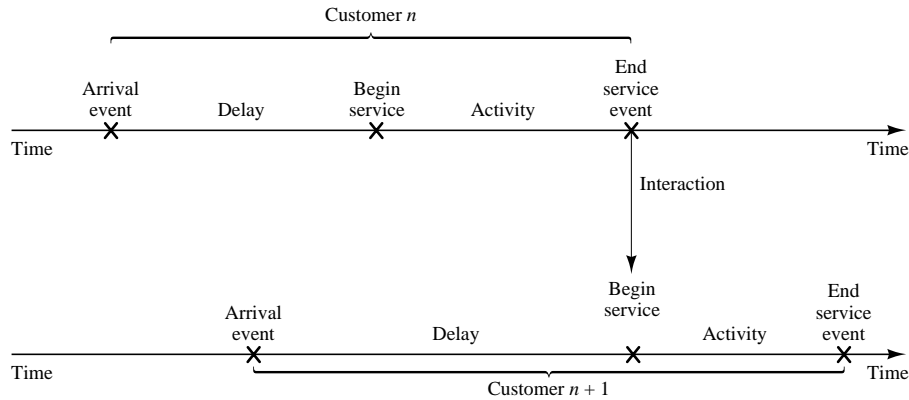 Customer n
Arrival
event
Delay
Begin
service
Activity
End
service
event
Time
Time
Interaction
Arrival
event
Delay
Begin
service
Activity
End
service
event
Time
Time
Customer n + 1